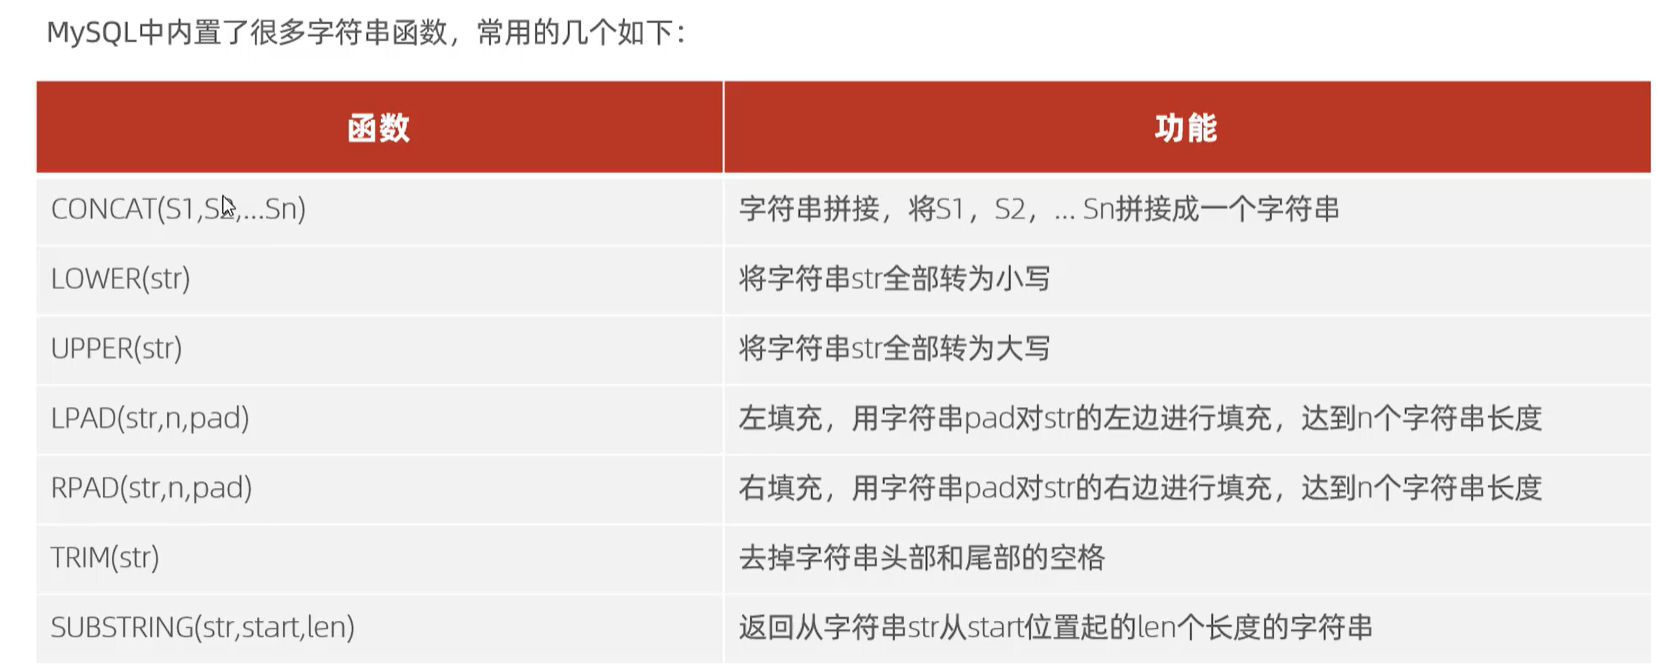 MySQL中内置了很多字符串函数，常用的几个如下：
函数 功能
CONCAT(S1,S2,...Sn) 字符串拼接，将S1，S2，... Sn拼接成一个字符串
LOWER(str) 将字符串str全部转为小写
UPPER(str) 将字符串str全部转为大写
LPAD(str,n,pad) 左填充，用字符串pad对str的左边进行填充，达到n个字符串长度
RPAD(str,n,pad) 右填充，用字符串pad对str的右边进行填充，达到n个字符串长度
TRIM(str) 去掉字符串头部和尾部的空格
SUBSTRING(str,start,len) 返回从字符串str从start位置起的len个长度的字符串